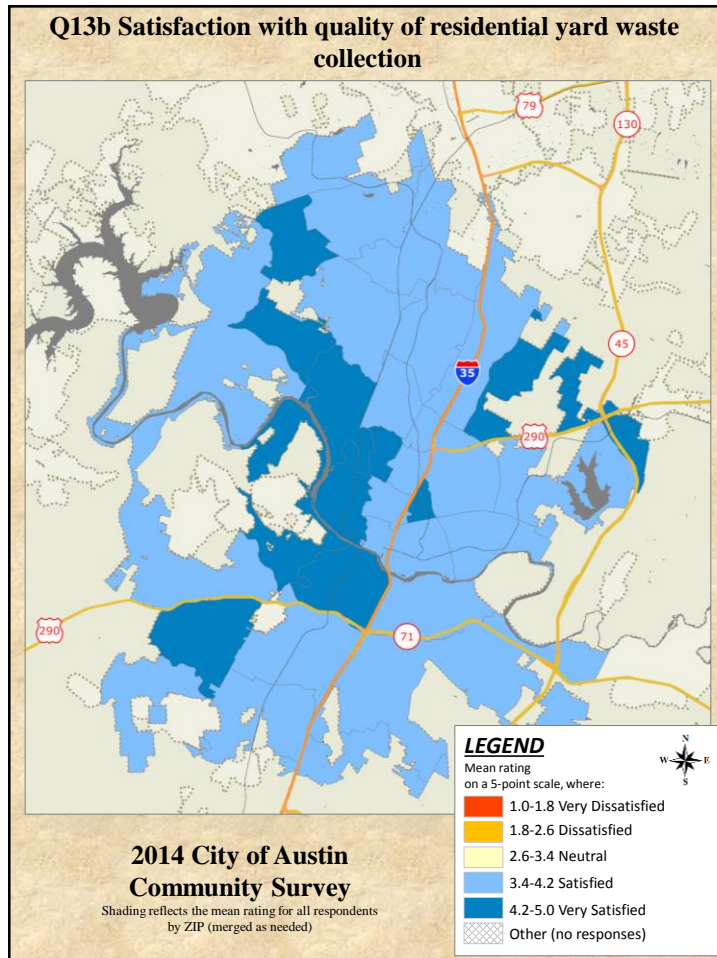 Q13b Satisfaction with quality of residential yard waste
collection
79
130
45
35
290
290
71
LEGEND
Mean rating
on a 5-point scale, where:
N
W
E
S
1.0-1.8 Very Dissatisfied
1.8-2.6 Dissatisfied
2.6-3.4 Neutral
3.4-4.2 Satisfied
4.2-5.0 Very Satisfied
Other (no responses)
2014 City of Austin
Community Survey
Shading reflects the mean rating for all respondents
by ZIP (merged as needed)